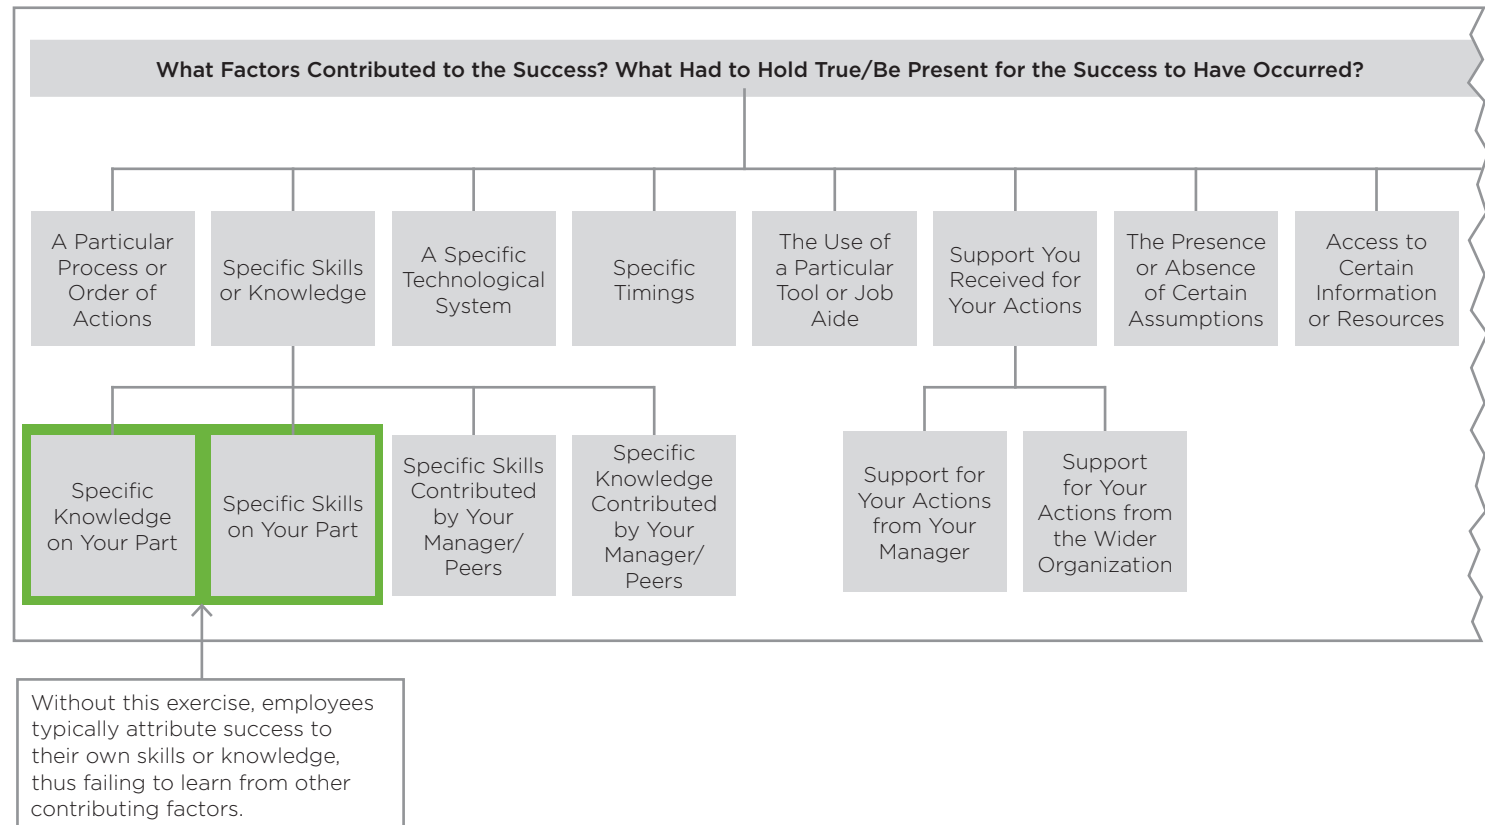 What Factors Contributed to the Success? What Had to Hold True/Be Present for the Success to Have Occurred?
A Particular
Process or
Order of
Actions
Specific Skills
or Knowledge
A Specific
Technological
System
Specific
Timings
The Use of
a Particular
Tool or Job
Aide
Support You
Received for
Your Actions
The Presence
or Absence
of Certain
Assumptions
Access to
Certain
Information
or Resources
Specific
Knowledge
on Your Part
Specific Skills
on Your Part
Specific Skills
Contributed
by Your
Manager/
Peers
Specific
Knowledge
Contributed
by Your
Manager/
Peers
Support for
Your Actions
from Your
Manager
Support
for Your
Actions from
the Wider
Organization
Without this exercise, employees
typically attribute success to
their own skills or knowledge,
thus failing to learn from other
contributing factors.